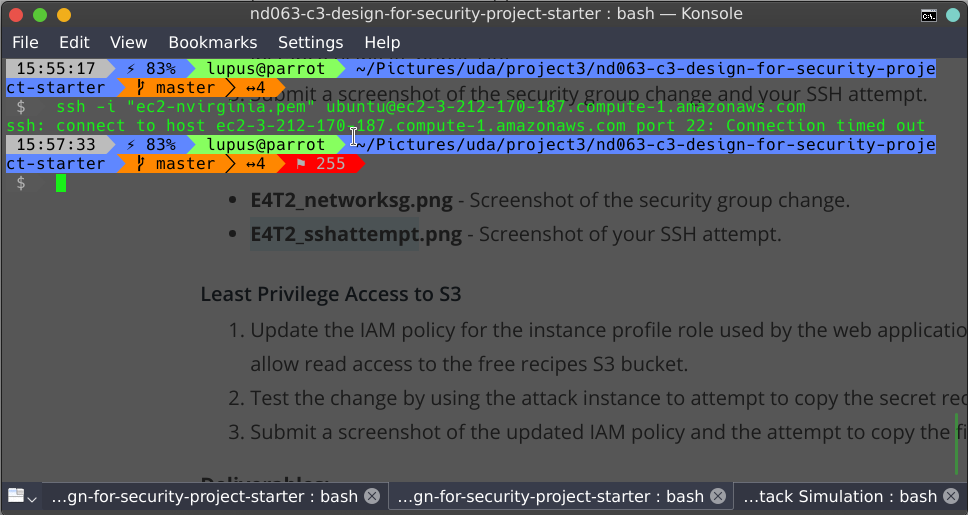 nd063-c3-design-for-security-project-starter : bash — Konsole
File Edit View Bookmarks Settings Help
15:55:17 ⚡ 83% lupus@parrot ~/Pictures/uda/project3/nd063-c3-design-for-security-proje
ct-starter master ↔4
Submit a screenshot of the security group change and your SSH attempt.
$ ssh -i "ec2-nvirginia.pem" ubuntu@ec2-3-212-170-187.compute-1.amazonaws.com
ssh: connect to host ec2-3-212-170-187.compute-1.amazonaws.com port 22: Connection timed out
15:57:33 ⚡ 83% lupus@parrot ~/Pictures/uda/project3/nd063-c3-design-for-security-proje
ct-starter master ↔4 ⚑ 255
$
• E4T2_networksg.png - Screenshot of the security group change.
• E4T2_sshattempt.png - Screenshot of your SSH attempt.
Least Privilege Access to S3
1. Update the IAM policy for the instance profile role used by the web applicatio
allow read access to the free recipes S3 bucket.
2. Test the change by using the attack instance to attempt to copy the secret rec
3. Submit a screenshot of the updated IAM policy and the attempt to copy the fi
Deliverables:
...gn-for-security-project-starter : bash ...gn-for-security-project-starter : bash ...tack Simulation : bash